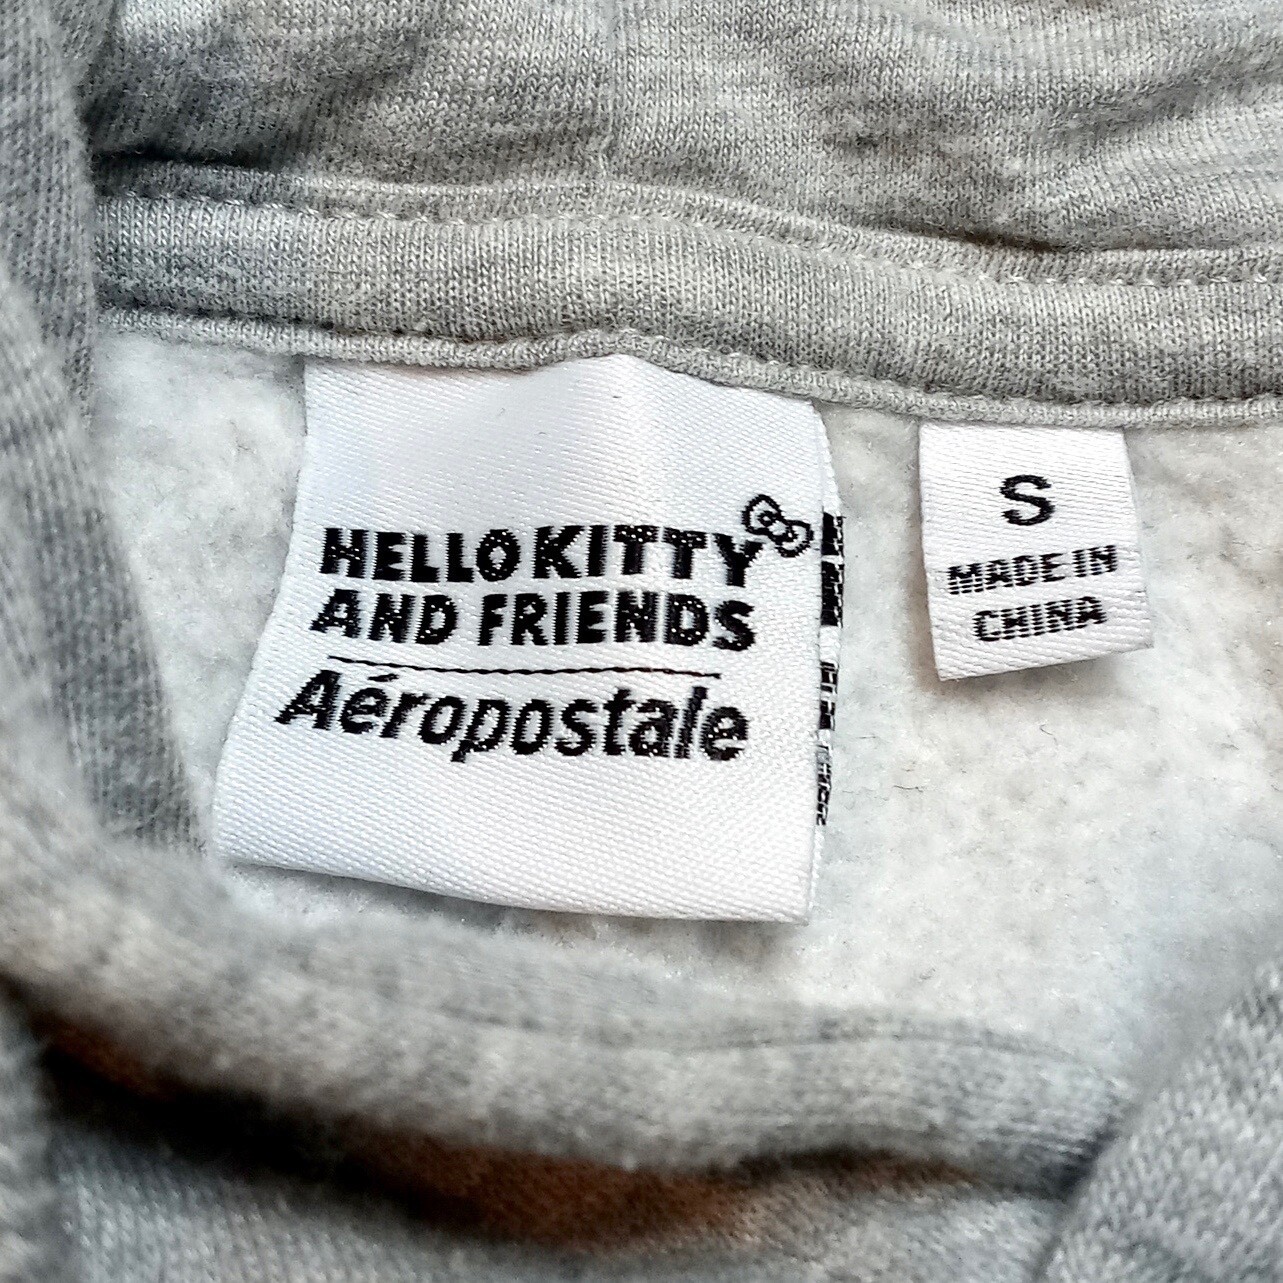 HELLO KITTY
AND FRIENDS
Aéropostale
S
MADE IN
CHINA